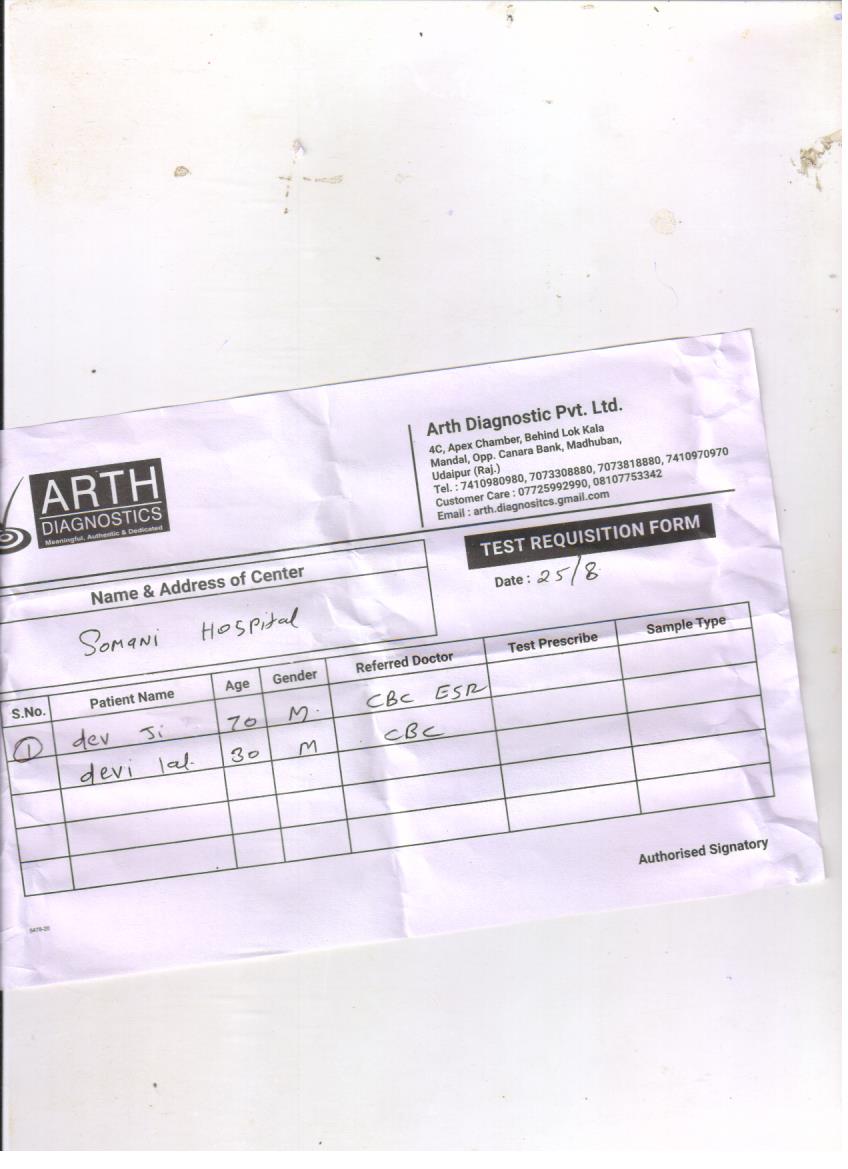 ARTH
DIAGNOSTICS
Meaningful, Authentic & Dedicated
Arth Diagnostic Pvt. Ltd.
4C, Apex Chamber, Behind Lok Kala
Mandal, Opp. Canara Bank, Madhuban,
Udaipur (Raj.)
Tel. : 7410980980, 7073308880, 7073818880, 7410970970
Customer Care : 07725992990, 08107753342
Email : arth.diagnositcs.gmail.com
TEST REQUISITION FORM
Date : 25/8
Name & Address of Center
Somani Hospital
S.No. Patient Name Age Gender Referred Doctor Test Prescribe Sample Type
1 dev Ji 70 M. CBC ESR
devi lal. 30 M CBC
Authorised Signatory